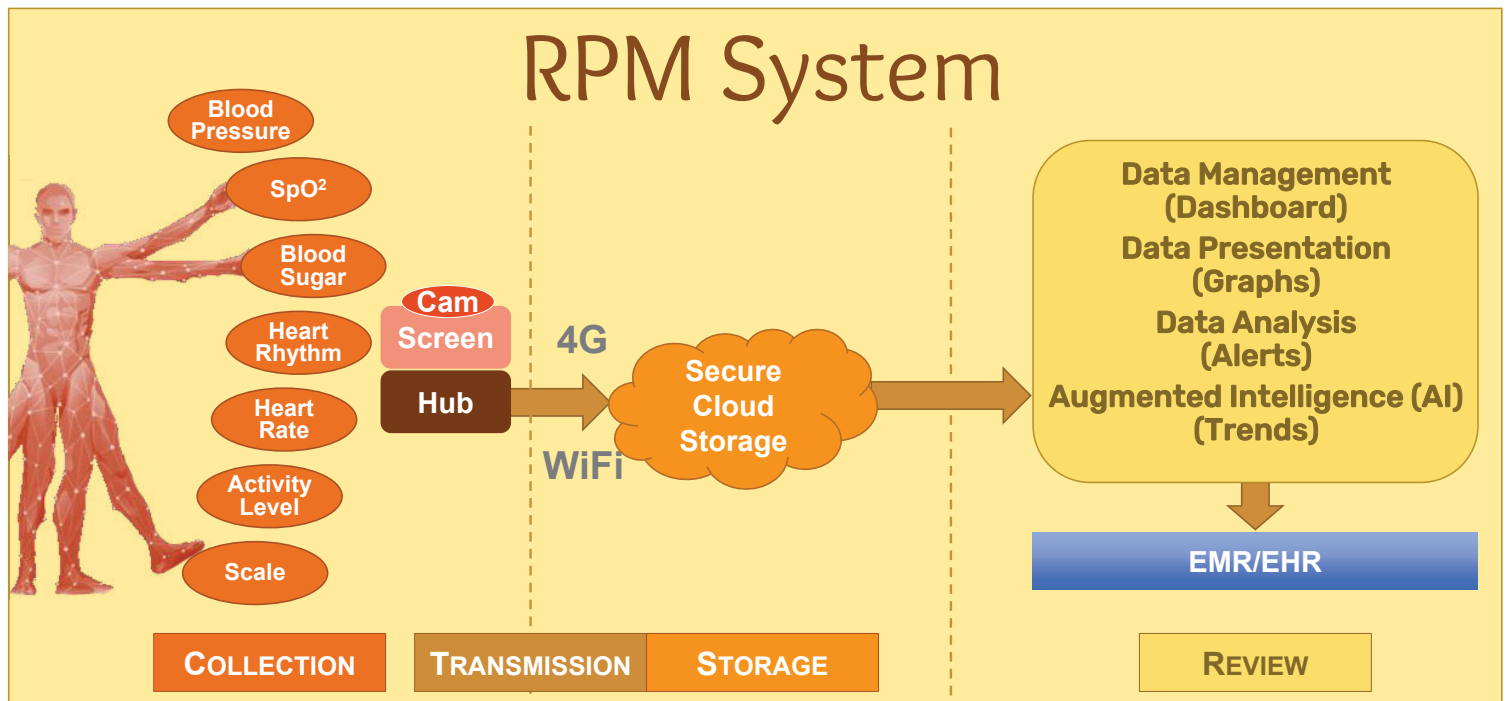 RPM System
Blood
Pressure
SpO²
Blood
Sugar
Heart
Rhythm
Heart
Rate
Activity
Level
Scale
Cam
Screen
Hub
4G
WiFi
Secure
Cloud
Storage
Data Management
(Dashboard)
Data Presentation
(Graphs)
Data Analysis
(Alerts)
Augmented Intelligence (AI)
(Trends)
EMR/EHR
COLLECTION
TRANSMISSION
STORAGE
REVIEW